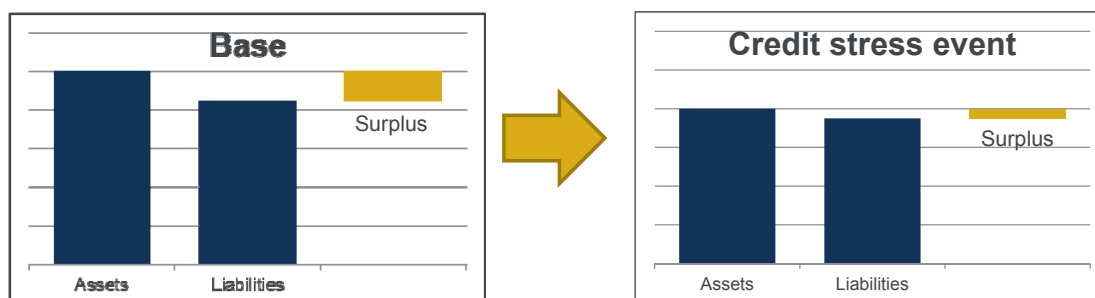 Base
Surplus
Assets
Liabilities
Credit stress event
Surplus
Assets
Liabilities